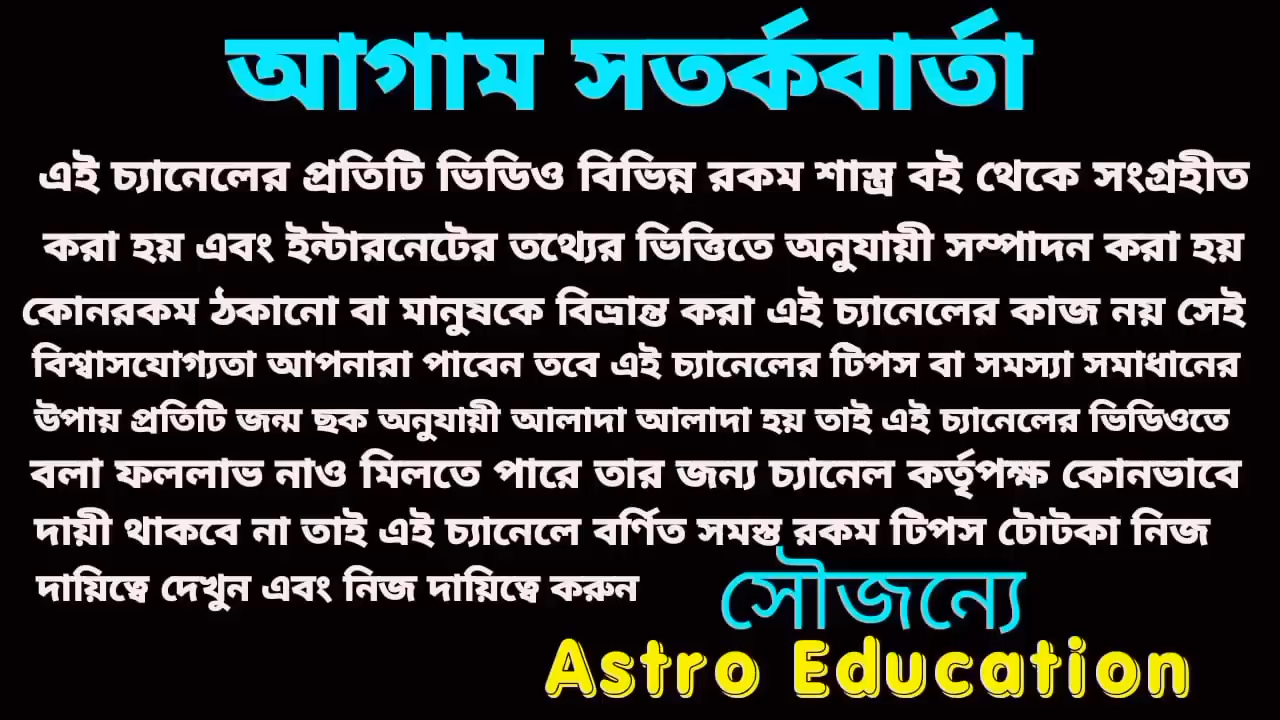 আগাম সতর্কবার্তা
এই চ্যানেলের প্রতিটি ভিডিও বিভিন্ন রকম শাস্ত্র বই থেকে সংগ্রহীত
করা হয় এবং ইন্টারনেটের তথ্যের ভিত্তিতে অনুযায়ী সম্পাদন করা হয়
কোনরকম ঠকানো বা মানুষকে বিভ্রান্ত করা এই চ্যানেলের কাজ নয় সেই
বিশ্বাসযোগ্যতা আপনারা পাবেন তবে এই চ্যানেলের টিপস বা সমস্যা সমাধানের
উপায় প্রতিটি জন্ম ছক অনুযায়ী আলাদা আলাদা হয় তাই এই চ্যানেলের ভিডিওতে
বলা ফললাভ নাও মিলতে পারে তার জন্য চ্যানেল কর্তৃপক্ষ কোনভাবে
দায়ী থাকবে না তাই এই চ্যানেলে বর্ণিত সমস্ত রকম টিপস টোটকা নিজ
দায়িত্বে দেখুন এবং নিজ দায়িত্বে করুন
সৌজন্যে
Astro Education